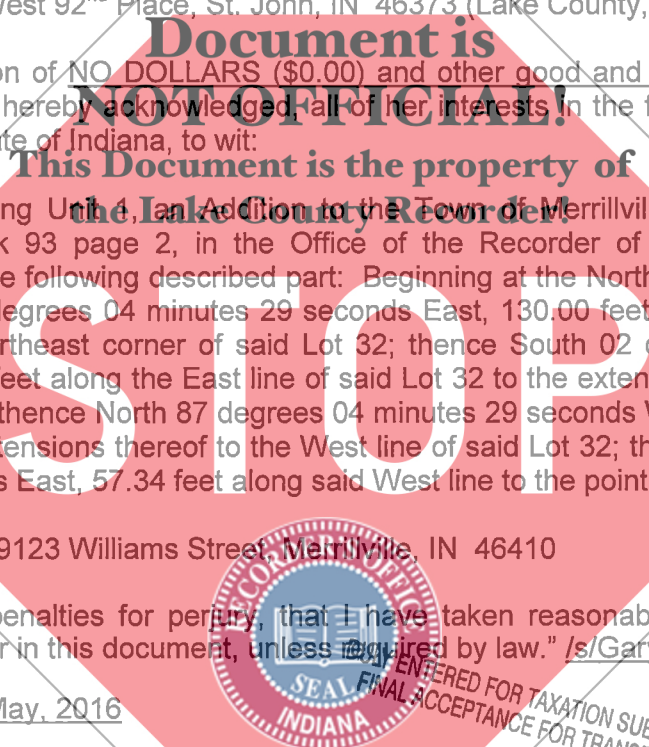 West 92nd Place, St. John, IN 46373 (Lake County,
Document is
on of NO DOLLARS ($0.00) and other good and
NOT OFFICIAL!
hereby acknowledged, all of her interests in the f
te of Indiana, to wit:
This Document is the property of
the Lake County Recorder!
ng Unit 1, an Addition to the Town of Merrillvil
k 93 page 2, in the Office of the Recorder of
e following described part: Beginning at the North
degrees 04 minutes 29 seconds East, 130.00 feet
rtheast corner of said Lot 32; thence South 02
feet along the East line of said Lot 32 to the exten
thence North 87 degrees 04 minutes 29 seconds W
tensions thereof to the West line of said Lot 32; th
s East, 57.34 feet along said West line to the point
STOP
9123 Williams Street, Merrillville, IN 46410
penalties for perjury, that I have taken reasonab
r in this document, unless required by law." /s/Gar
May, 2016
RECORDER'S OFFICE
SEAL
INDIANA
ENTERED FOR TAXATION SUB
FINAL ACCEPTANCE FOR TRANS